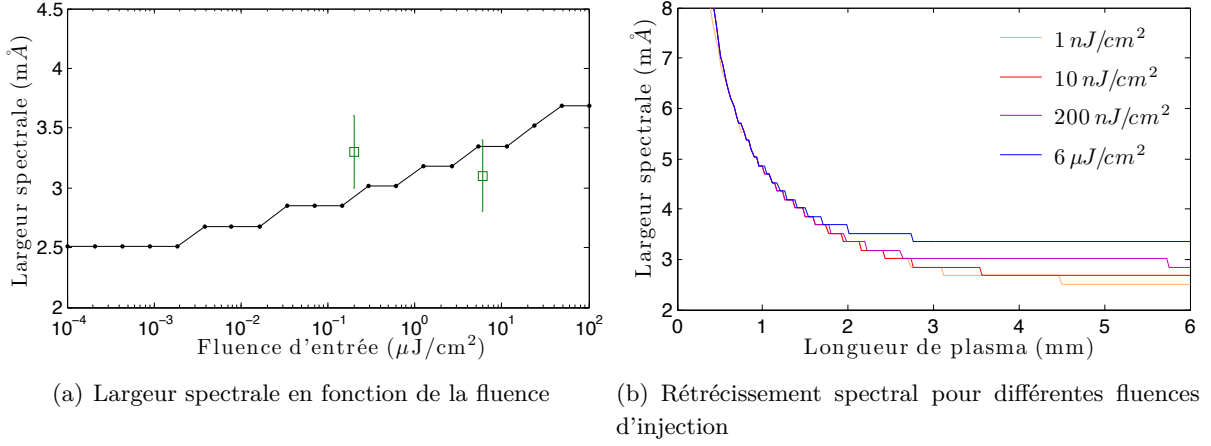 Largeur spectrale (mÅ)
4.5
4
3.5
3
2.5
2
10⁻⁴ 10⁻³ 10⁻² 10⁻¹ 10⁰ 10¹ 10²
Fluence d'entrée (μJ/cm²)
(a) Largeur spectrale en fonction de la fluence
Largeur spectrale (mÅ)
8
7
6
5
4
3
2
0 1 2 3 4 5 6
Longueur de plasma (mm)
1 nJ/cm²
10 nJ/cm²
200 nJ/cm²
6 μJ/cm²
(b) Rétrécissement spectral pour différentes fluences
d'injection